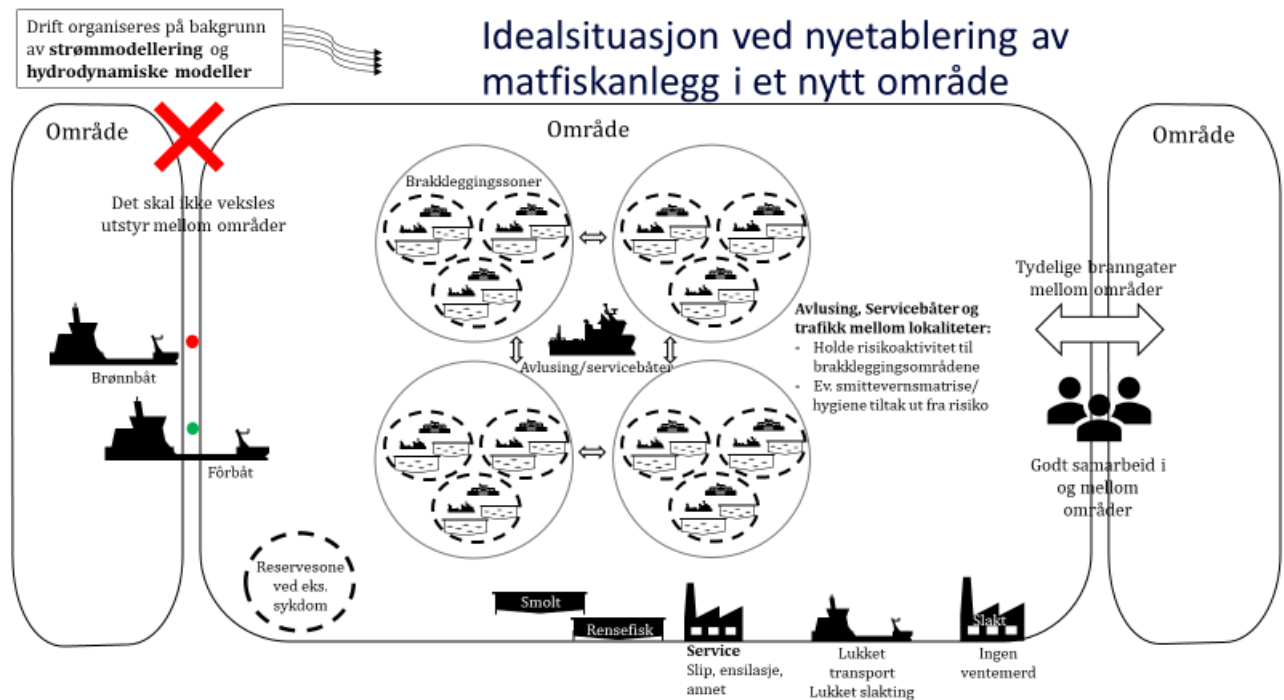 Drift organiseres på bakgrunn
av strømmodellering og
hydrodynamiske modeller
Idealsituasjon ved nyetablering av
matfiskanlegg i et nytt område
Område
Område
Område
Det skal ikke veksles
utstyr mellom områder
Brakkleggingssoner
Tydelige branngater
mellom områder
Avlusing, Servicebåter og
trafikk mellom lokaliteter:
- Holde risikoaktivitet til
brakkleggingsområdene
- Ev. smittevernsmatrise/
hygiene tiltak ut fra risiko
Avlusing/servicebåter
Brønnbåt
Fôrbåt
Godt samarbeid i
og mellom
områder
Reservesone
ved eks.
sykdom
Smolt
Rensefisk
Service
Slip, ensilasje,
annet
Lukket
transport
Lukket slakting
Slakt
Ingen
ventemerd